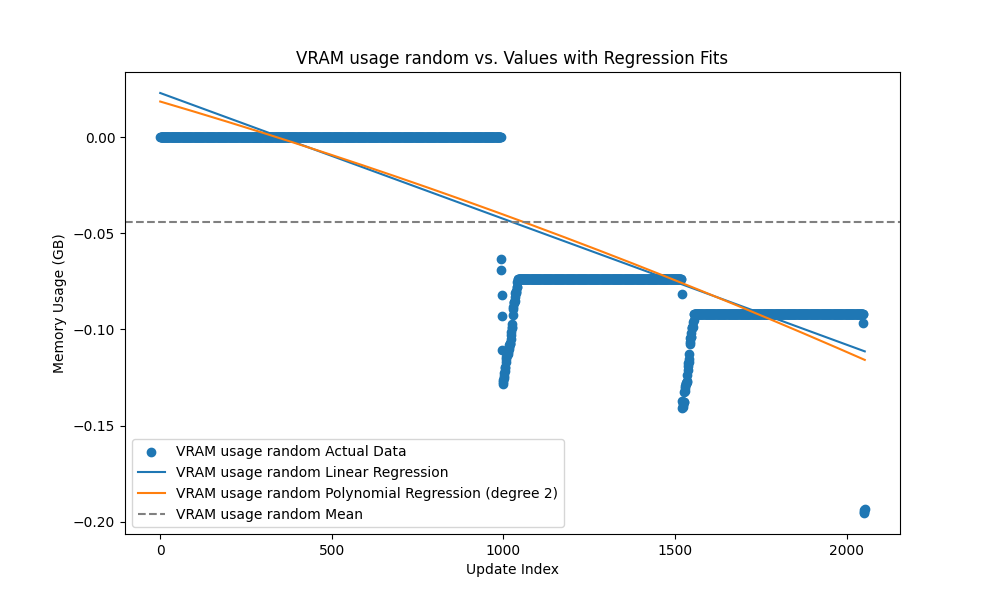 VRAM usage random vs. Values with Regression Fits
Memory Usage (GB)
0.00
−0.05
−0.10
−0.15
−0.20
VRAM usage random Actual Data
VRAM usage random Linear Regression
VRAM usage random Polynomial Regression (degree 2)
VRAM usage random Mean
0
500
1000
1500
2000
Update Index